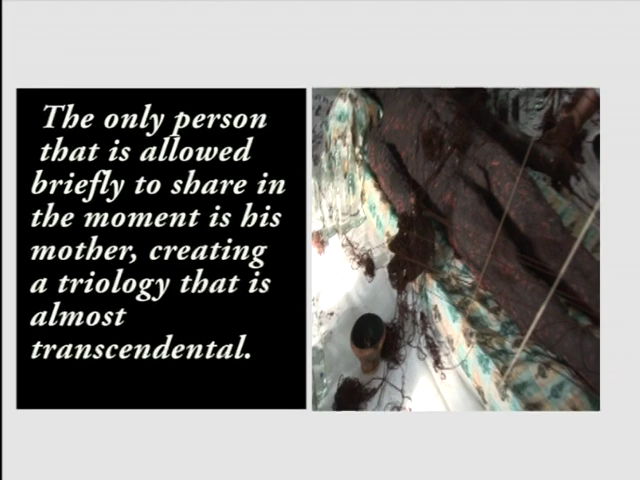 The only person
that is allowed
briefly to share in
the moment is his
mother, creating
a triology that is
almost
transcendental.